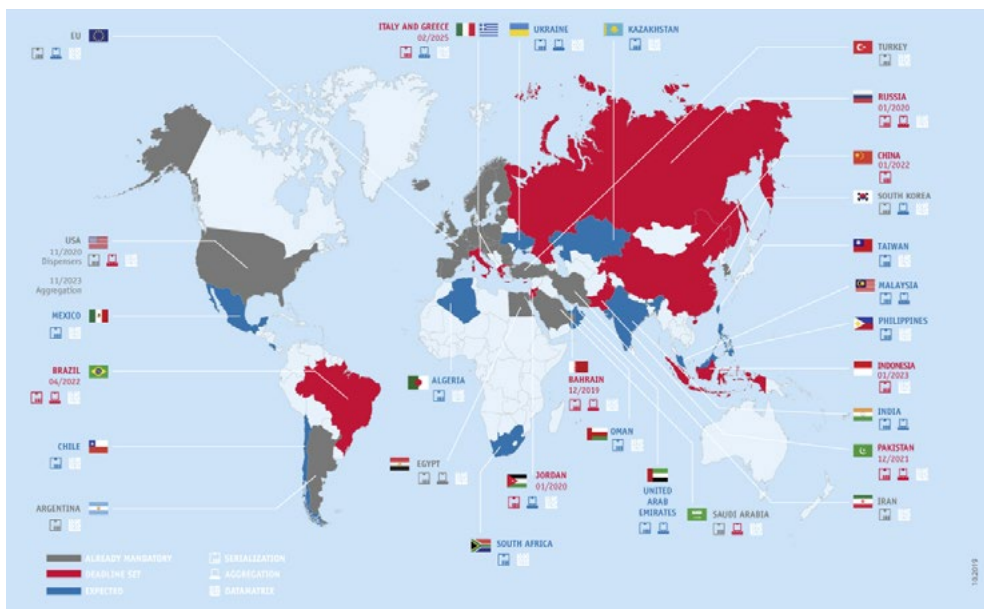 EU
ITALY AND GREECE
02/2025
UKRAINE
KAZAKHSTAN
TURKEY
RUSSIA
01/2020
CHINA
01/2022
SOUTH KOREA
USA
11/2020
Dispensers
11/2023
Aggregation
TAIWAN
MALAYSIA
MEXICO
PHILIPPINES
BRAZIL
04/2022
ALGERIA
BAHRAIN
12/2019
INDONESIA
01/2023
INDIA
OMAN
CHILE
PAKISTAN
12/2021
EGYPT
JORDAN
01/2020
UNITED
ARAB
EMIRATES
SAUDI ARABIA
IRAN
ARGENTINA
SOUTH AFRICA
ALREADY MANDATORY
SERIALIZATION
DEADLINE SET
AGGREGATION
EXPECTED
DATAMATRIX
10.2019